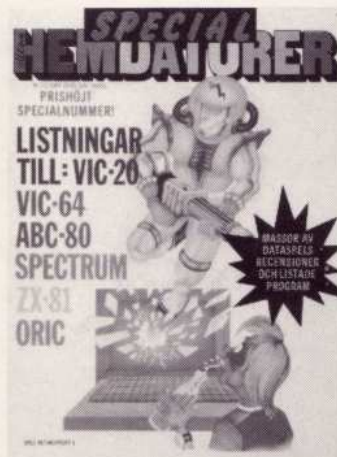 SPECIAL
HEMDATORER
PRISHÖJT
SPECIALNUMMER!
LISTNINGAR
TILL: VIC-20
VIC-64
ABC-80
SPECTRUM
ZX-81
ORIC
MASSOR AV
DATASPELS-
RECENSIONER
OCH LISTADE
PROGRAM